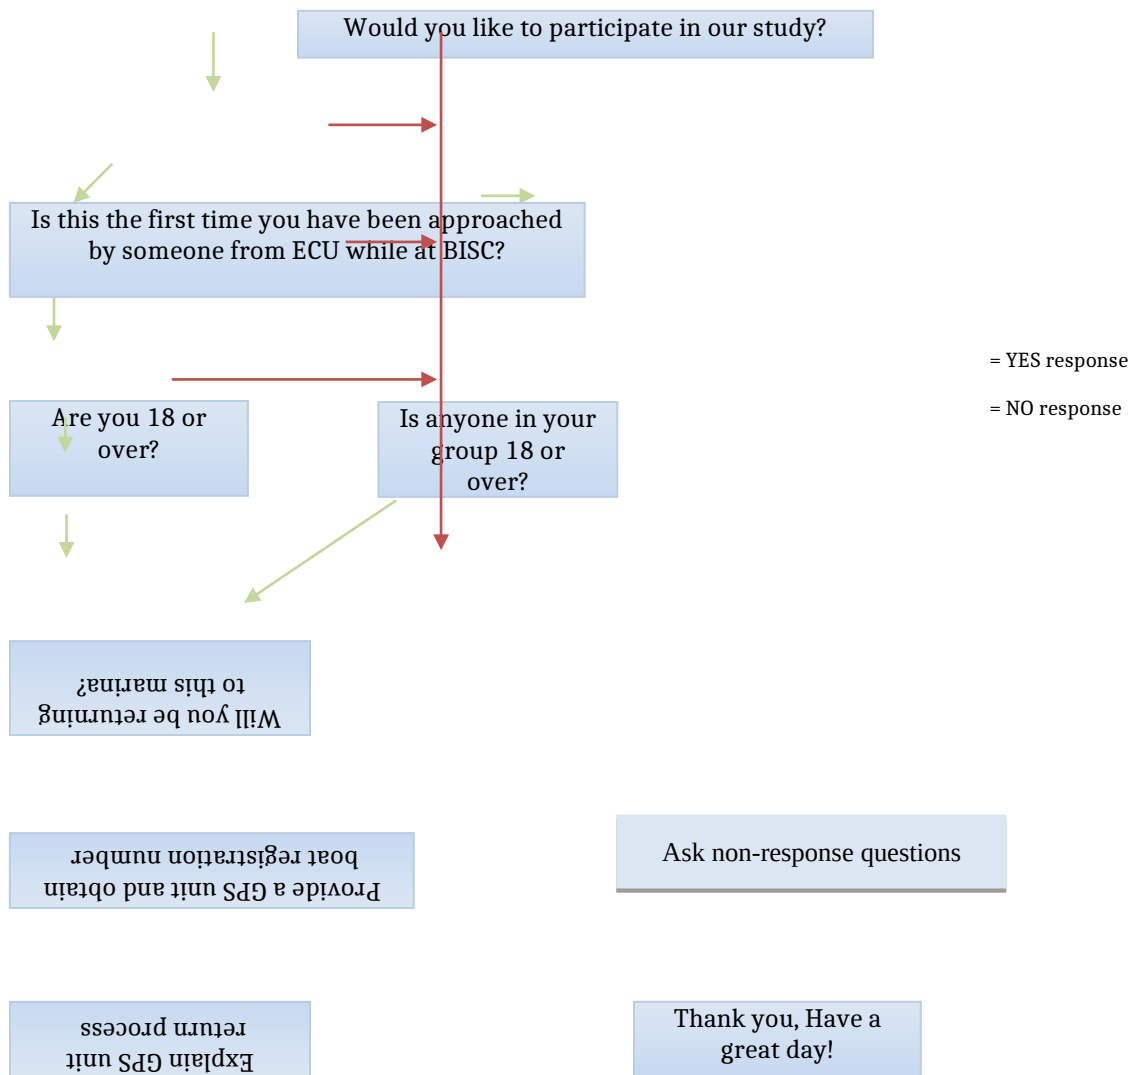 Would you like to participate in our study?
Is this the first time you have been approached
by someone from ECU while at BISC?
= YES response
= NO response
Are you 18 or
over?
Is anyone in your
group 18 or
over?
Will you be returning
to this marina?
Provide a GPS unit and obtain
boat registration number
Ask non-response questions
Explain GPS unit
return process
Thank you, Have a
great day!